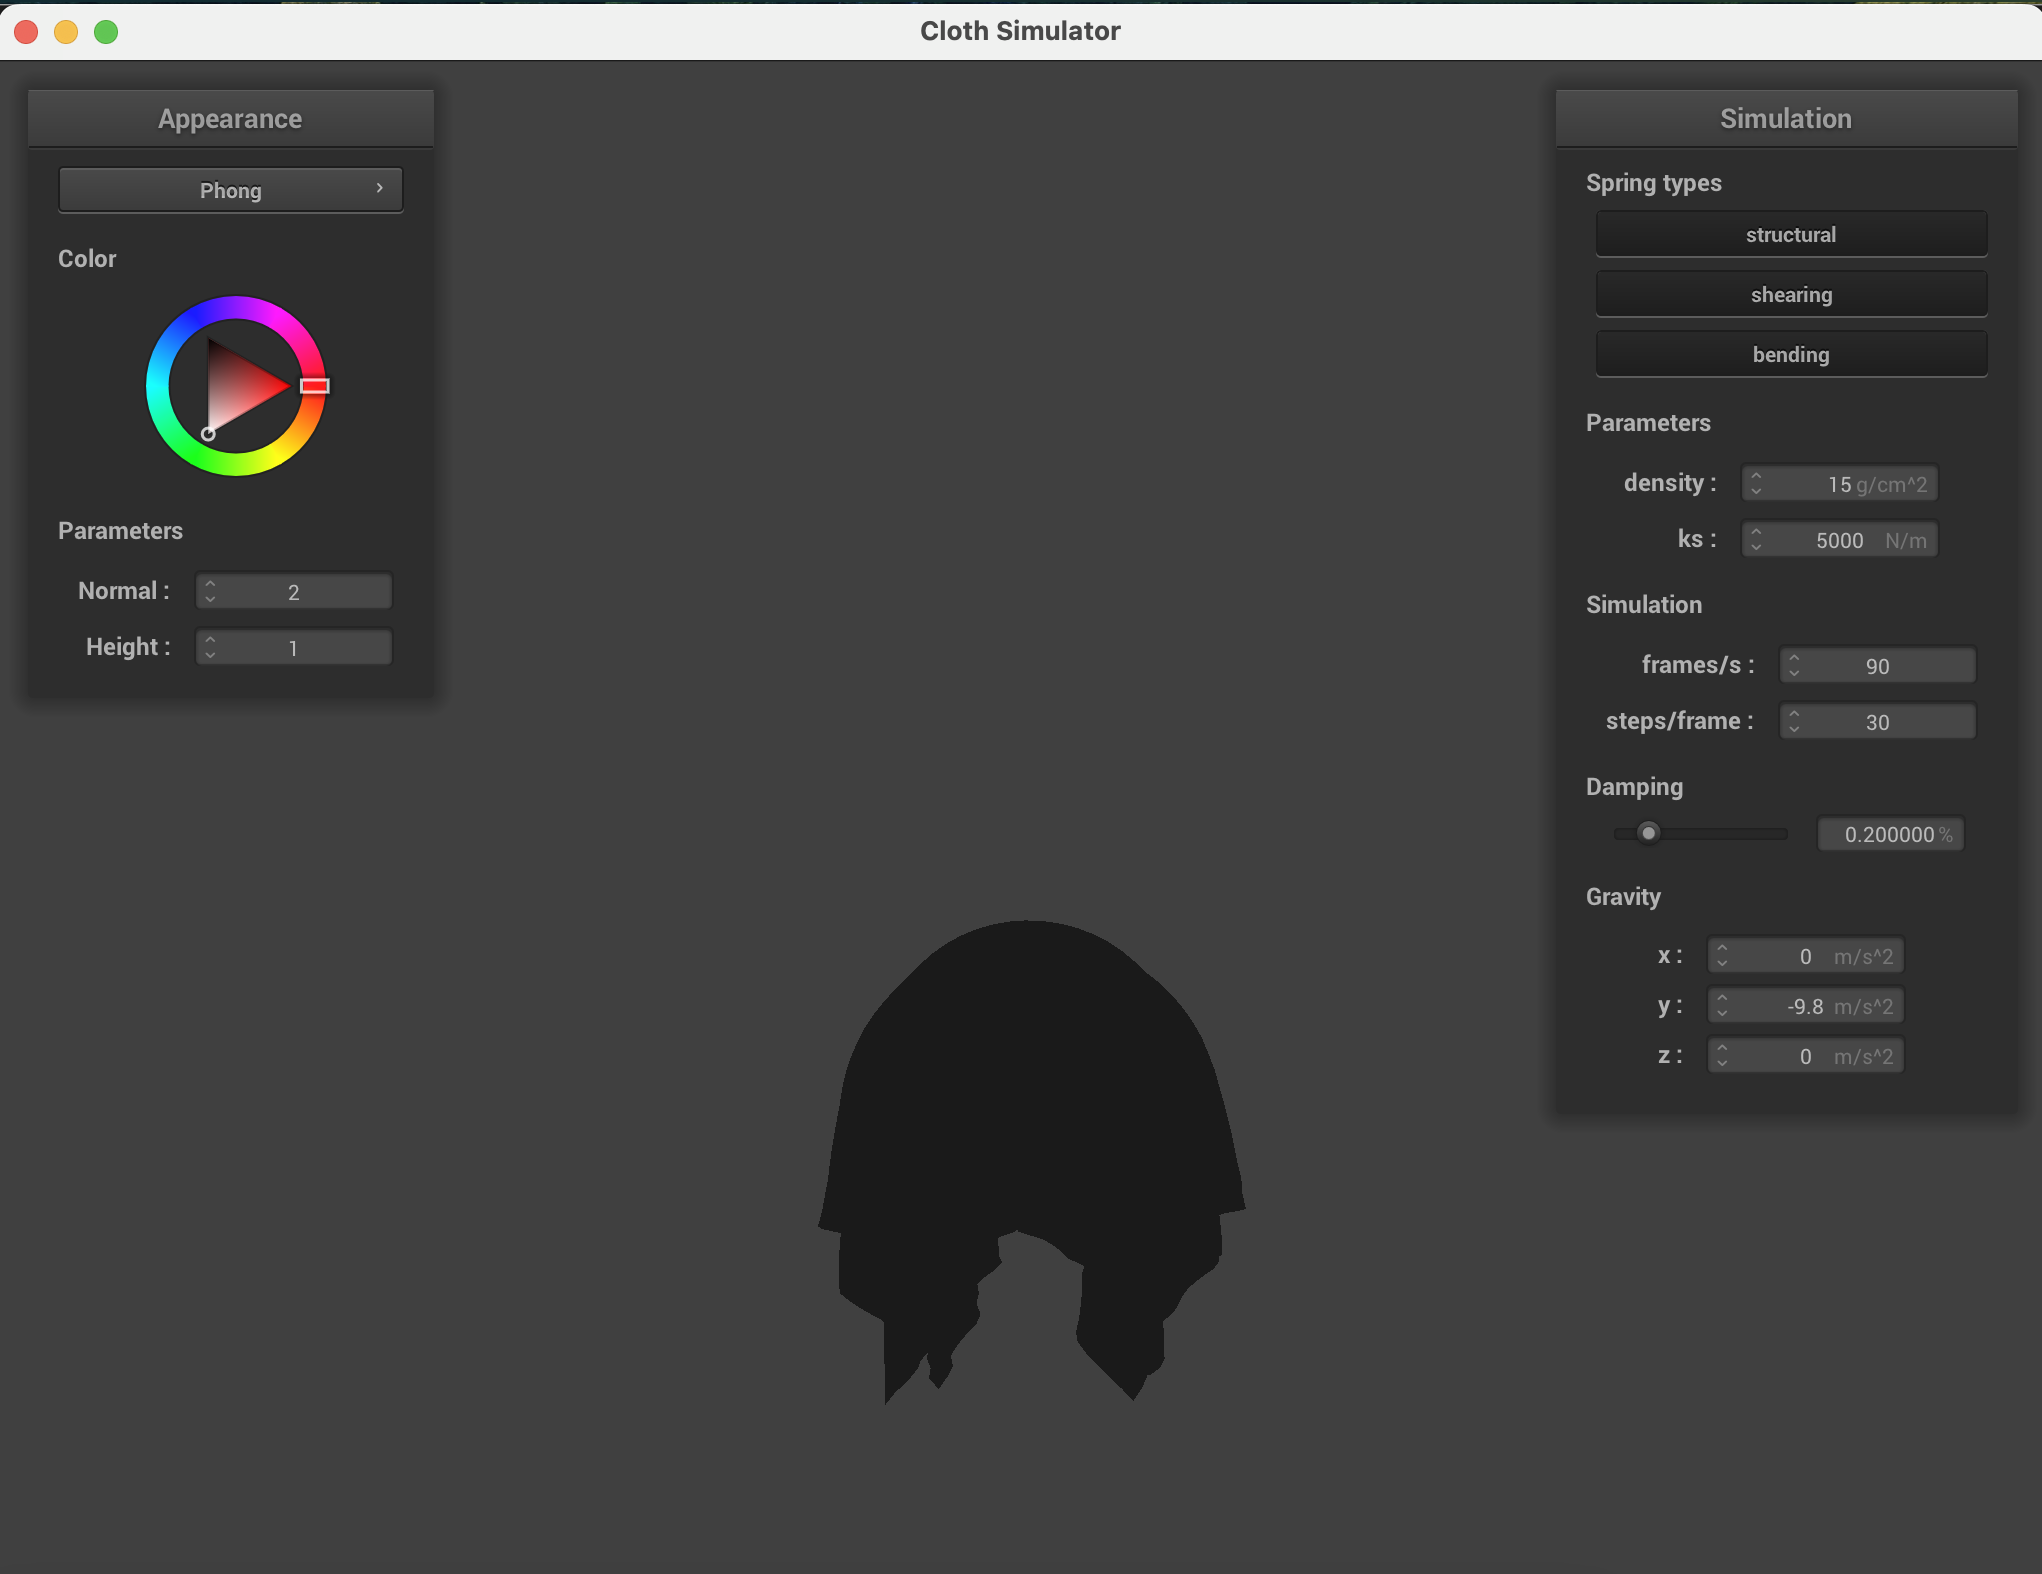 Cloth Simulator
Appearance
Phong
Color
Parameters
Normal : 2
Height : 1
Simulation
Spring types
structural
shearing
bending
Parameters
density : 15 g/cm^2
ks : 5000 N/m
Simulation
frames/s : 90
steps/frame : 30
Damping
0.200000 %
Gravity
x : 0 m/s^2
y : -9.8 m/s^2
z : 0 m/s^2